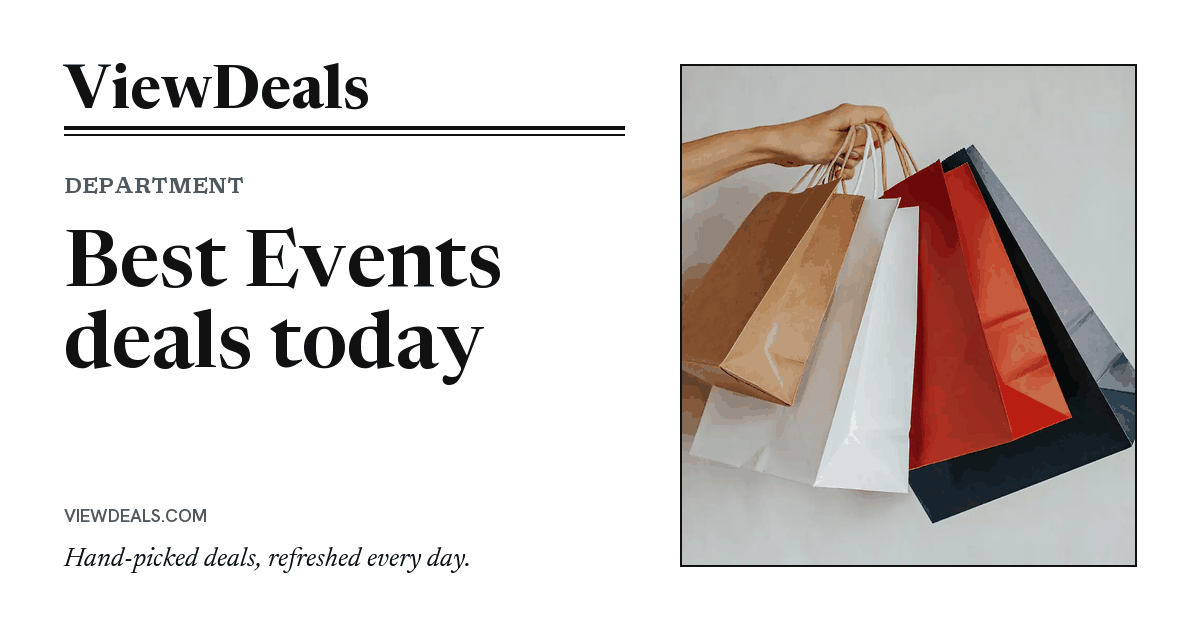 ViewDeals
DEPARTMENT
Best Events
deals today
VIEWDEALS.COM
Hand-picked deals, refreshed every day.